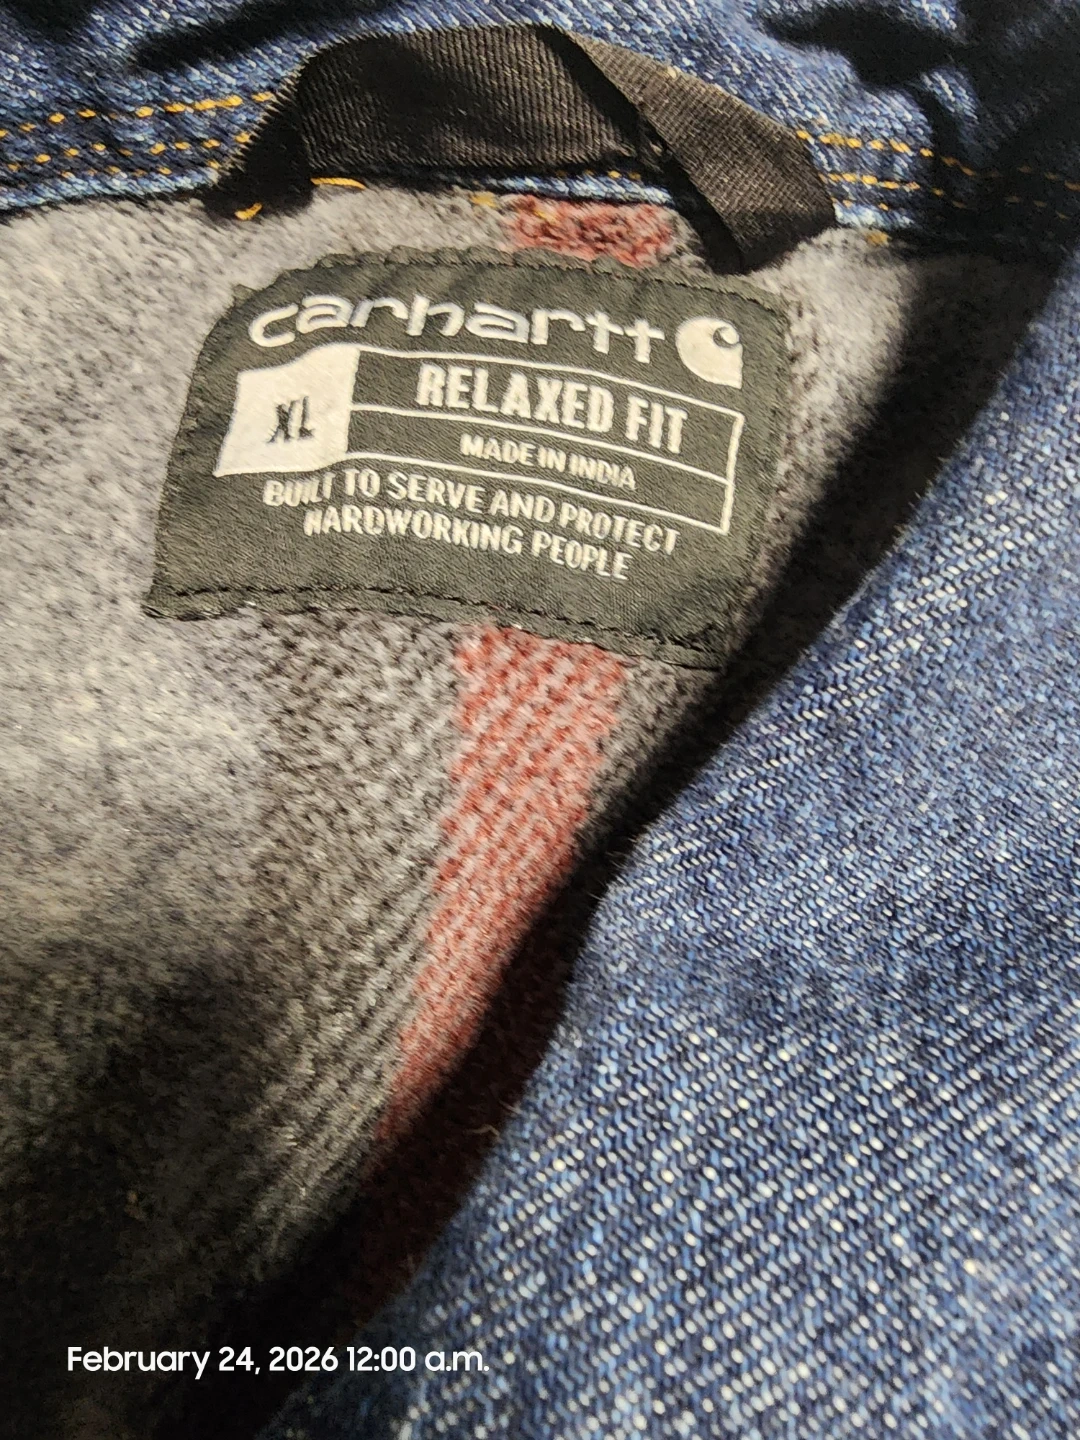 carhartt
XL
RELAXED FIT
MADE IN INDIA
BUILT TO SERVE AND PROTECT
HARDWORKING PEOPLE
February 24, 2026 12:00 a.m.